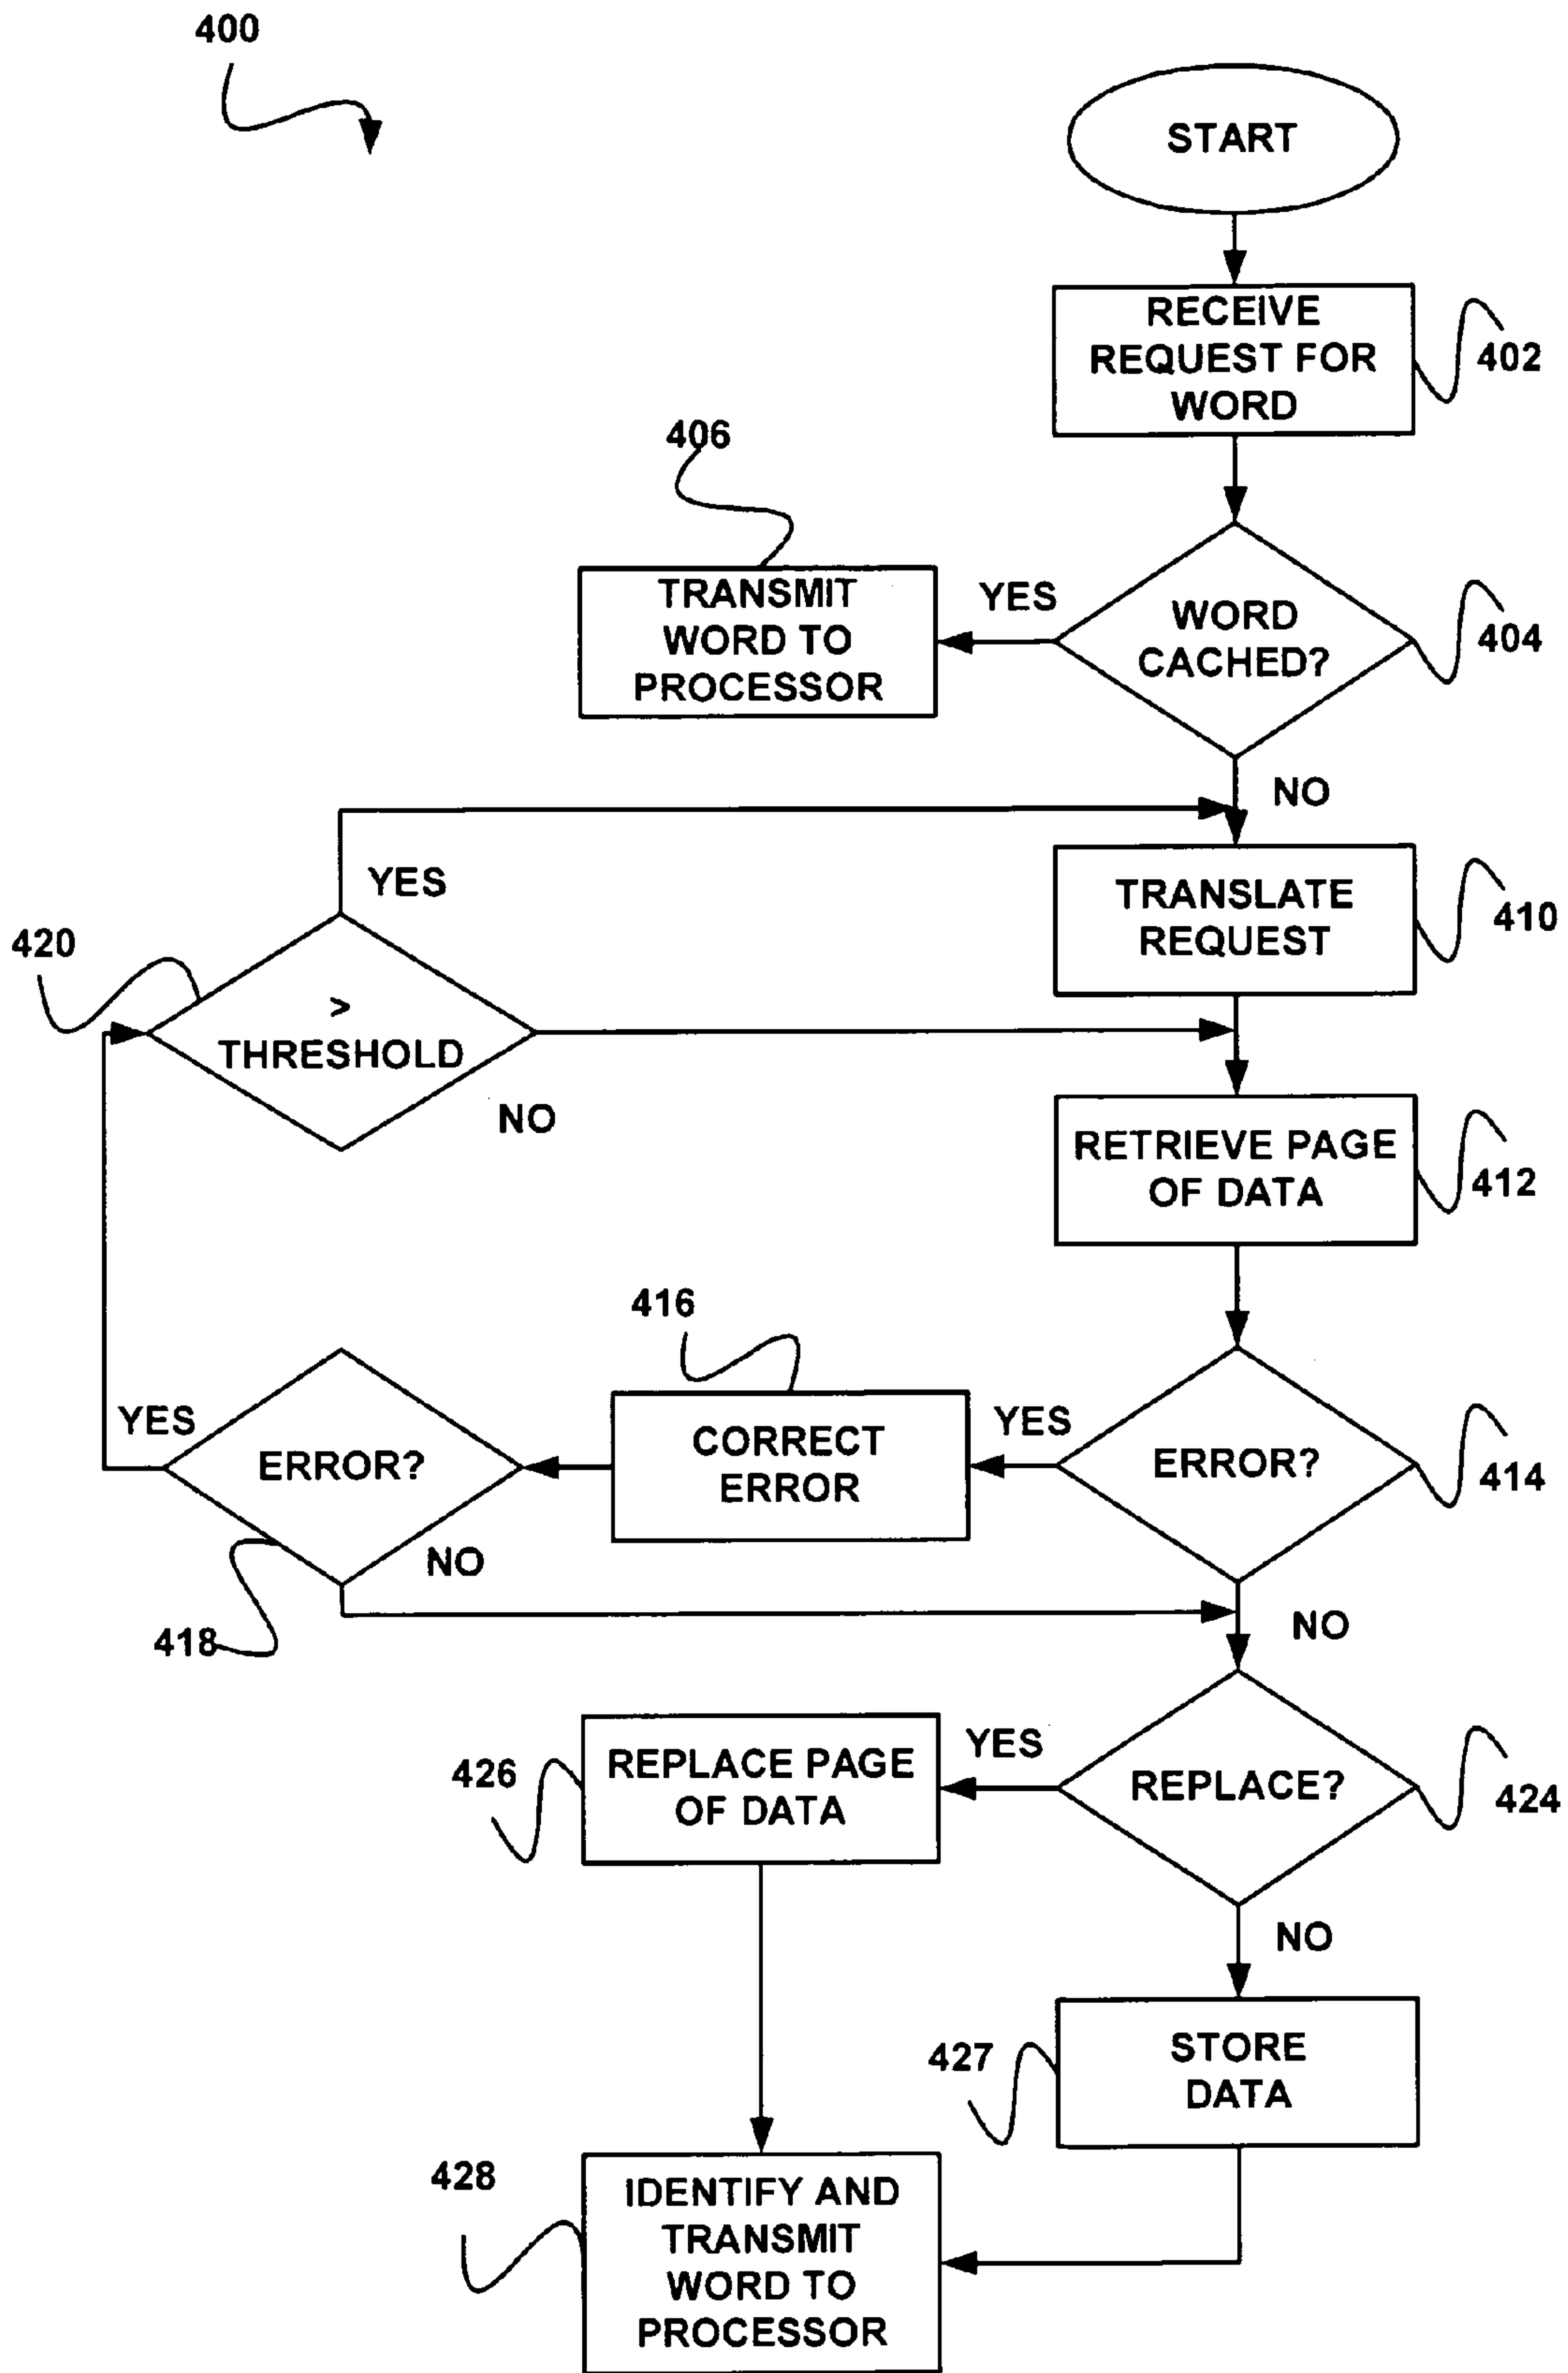 400
START
RECEIVE
REQUEST FOR
WORD
402
406
TRANSMIT
WORD TO
PROCESSOR
YES
WORD
CACHED?
404
NO
YES
TRANSLATE
REQUEST
410
420
>
THRESHOLD
NO
RETRIEVE PAGE
OF DATA
412
416
YES
ERROR?
CORRECT
ERROR
YES
ERROR?
414
NO
418
NO
426
REPLACE PAGE
OF DATA
YES
REPLACE?
424
NO
427
STORE
DATA
428
IDENTIFY AND
TRANSMIT
WORD TO
PROCESSOR